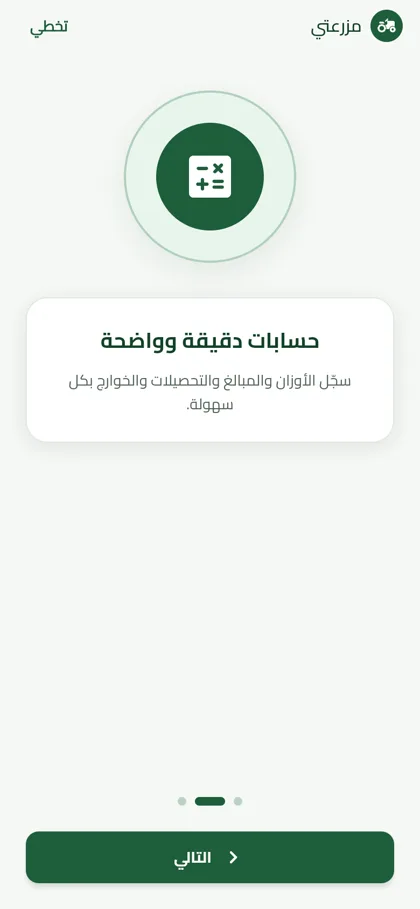 مزرعتي
تخطي
حسابات دقيقة وواضحة
سجّل الأوزان والمبالغ والتحصيلات والخوارج بكل
سهولة.
التالي